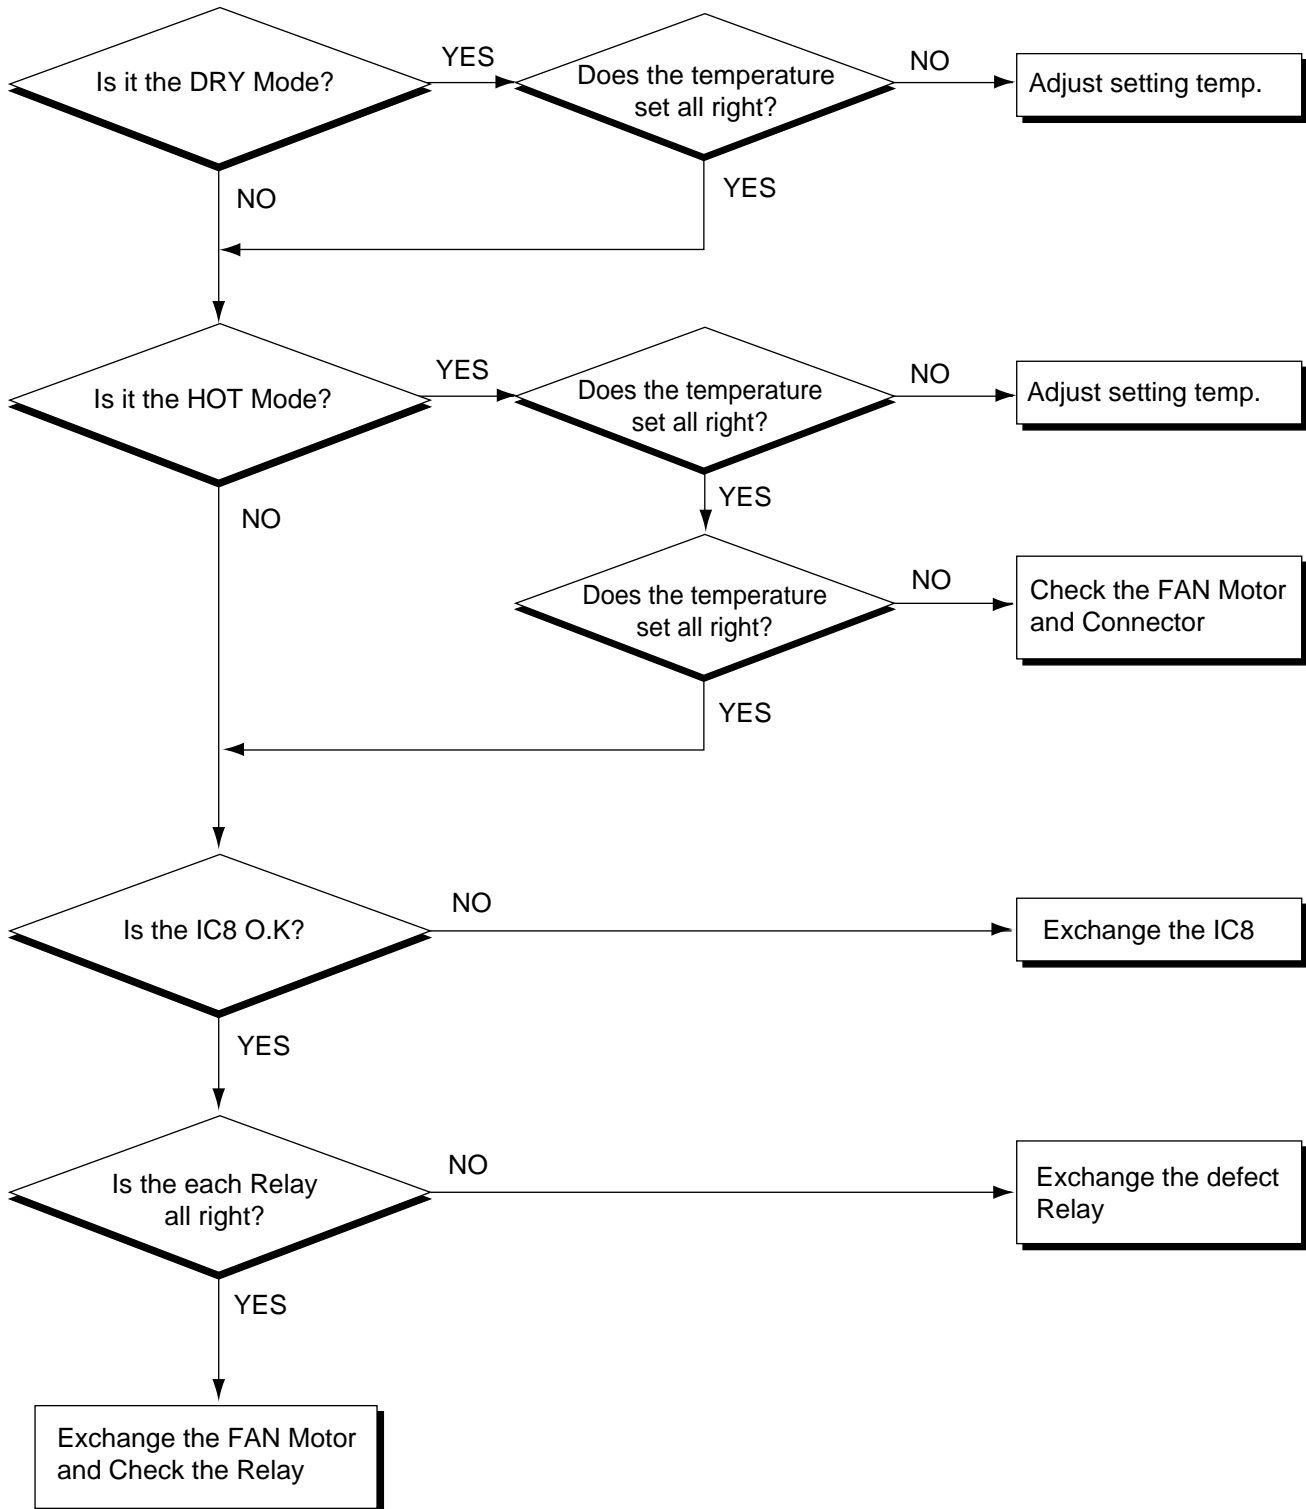 Is it the DRY Mode?
YES
Does the temperature
set all right?
NO
Adjust setting temp.
NO
YES
Is it the HOT Mode?
YES
Does the temperature
set all right?
NO
Adjust setting temp.
NO
YES
Does the temperature
set all right?
NO
Check the FAN Motor
and Connector
YES
Is the IC8 O.K?
NO
Exchange the IC8
YES
Is the each Relay
all right?
NO
Exchange the defect
Relay
YES
Exchange the FAN Motor
and Check the Relay